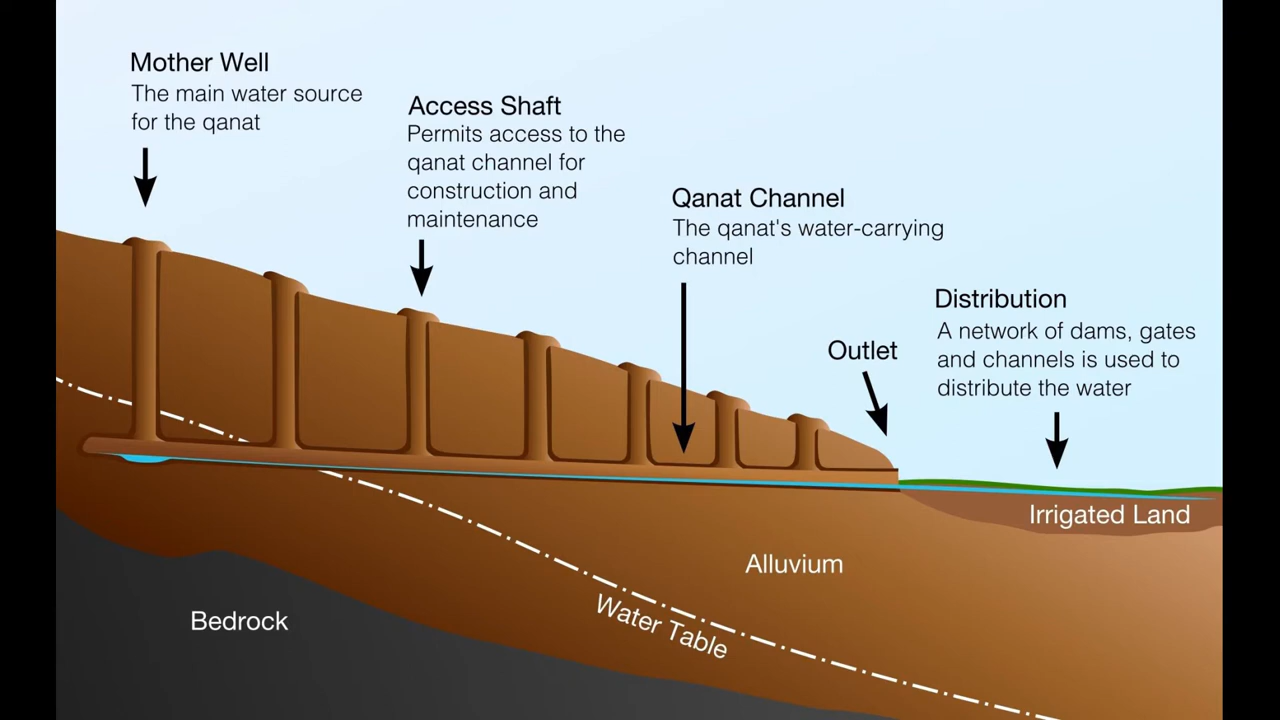 Mother Well
The main water source
for the qanat
Access Shaft
Permits access to the
qanat channel for
construction and
maintenance
Qanat Channel
The qanat's water-carrying
channel
Outlet
Distribution
A network of dams, gates
and channels is used to
distribute the water
Irrigated Land
Alluvium
Water Table
Bedrock